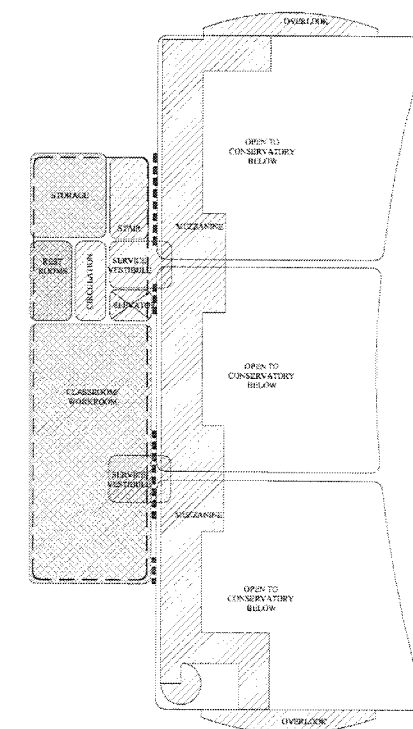 OVERLOOK
OPEN TO
CONSERVATORY
BELOW
STORAGE
STAIR
MEZZANINE
REST
ROOMS
CIRCULATION
SERVICE
VESTIBULE
ELEVATOR
OPEN TO
CONSERVATORY
BELOW
CLASSROOM/
WORKROOM
SERVICE
VESTIBULE
MEZZANINE
OPEN TO
CONSERVATORY
BELOW
OVERLOOK